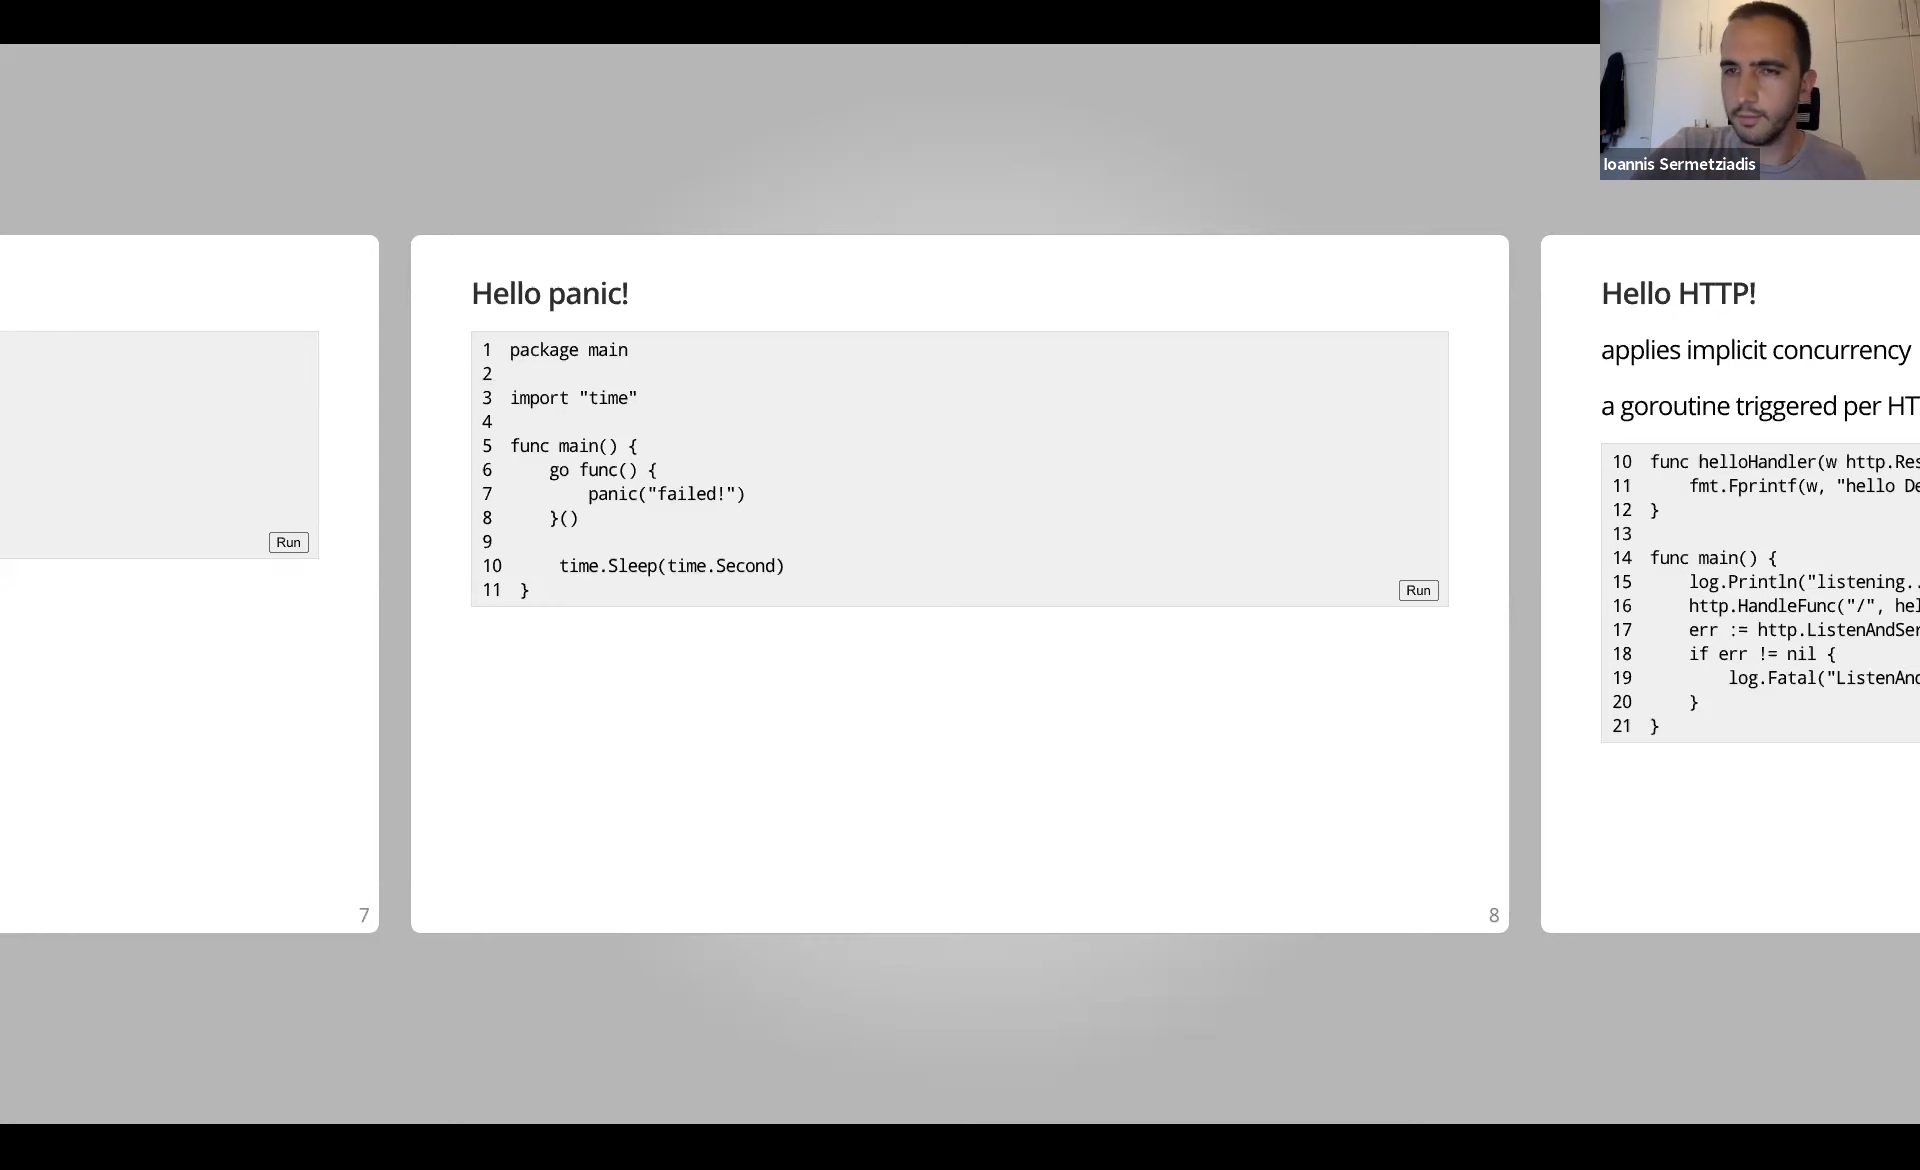 Ioannis Sermetziadis
Run
7
Hello panic!
1 package main
2
3 import "time"
4
5 func main() {
6     go func() {
7         panic("failed!")
8     }()
9
10     time.Sleep(time.Second)
11 }
Run
8
Hello HTTP!
applies implicit concurrency
a goroutine triggered per HT
10 func helloHandler(w http.Res
11     fmt.Fprintf(w, "hello De
12 }
13
14 func main() {
15     log.Println("listening..
16     http.HandleFunc("/", hel
17     err := http.ListenAndSer
18     if err != nil {
19         log.Fatal("ListenAnd
20     }
21 }